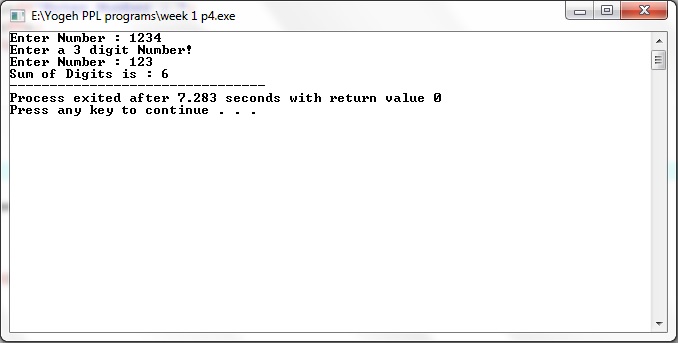 E:\Yogeh PPL programs\week 1 p4.exe
Enter Number : 1234
Enter a 3 digit Number!
Enter Number : 123
Sum of Digits is : 6
--------------------------------
Process exited after 7.283 seconds with return value 0
Press any key to continue . . .